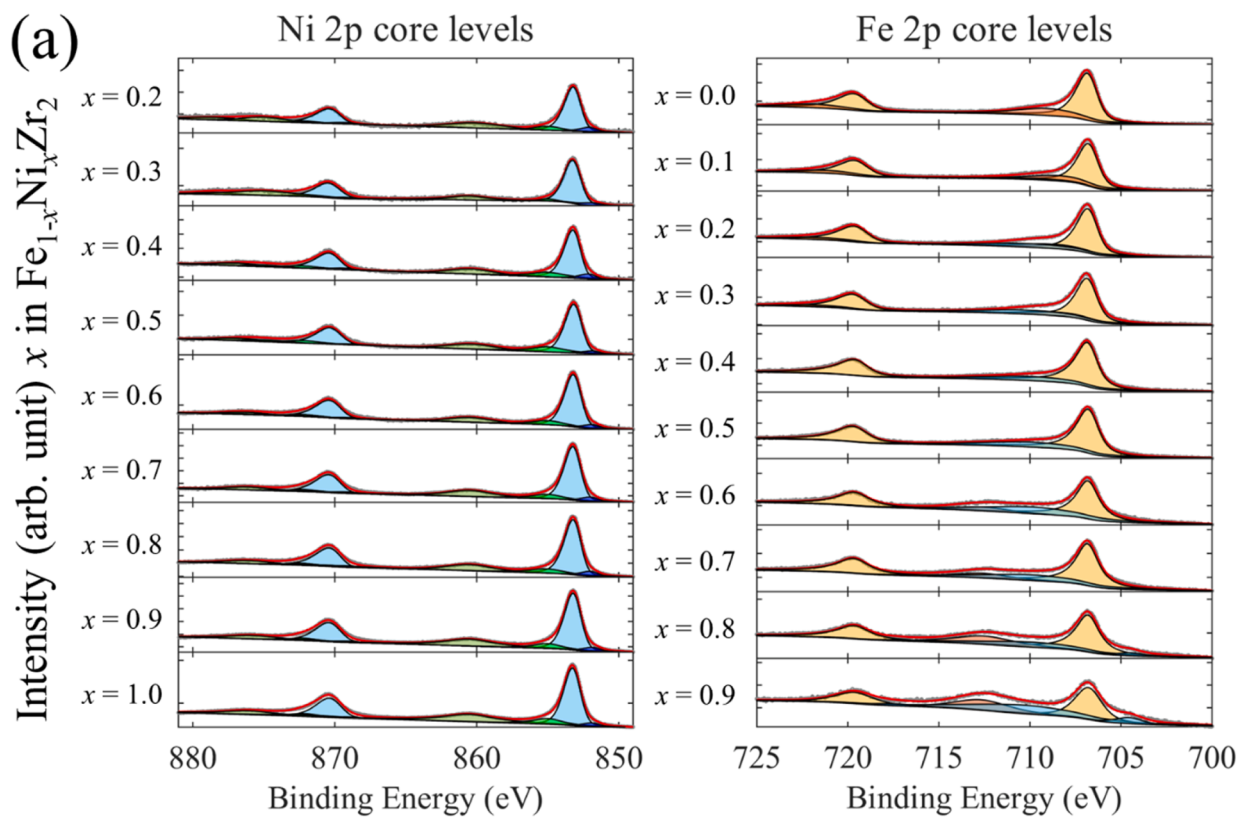 (a)
Ni 2p core levels
Fe 2p core levels
Intensity (arb. unit) x in Fe1-xNixZr2
x = 0.2
x = 0.3
x = 0.4
x = 0.5
x = 0.6
x = 0.7
x = 0.8
x = 0.9
x = 1.0
880 870 860 850
Binding Energy (eV)
x = 0.0
x = 0.1
x = 0.2
x = 0.3
x = 0.4
x = 0.5
x = 0.6
x = 0.7
x = 0.8
x = 0.9
725 720 715 710 705 700
Binding Energy (eV)